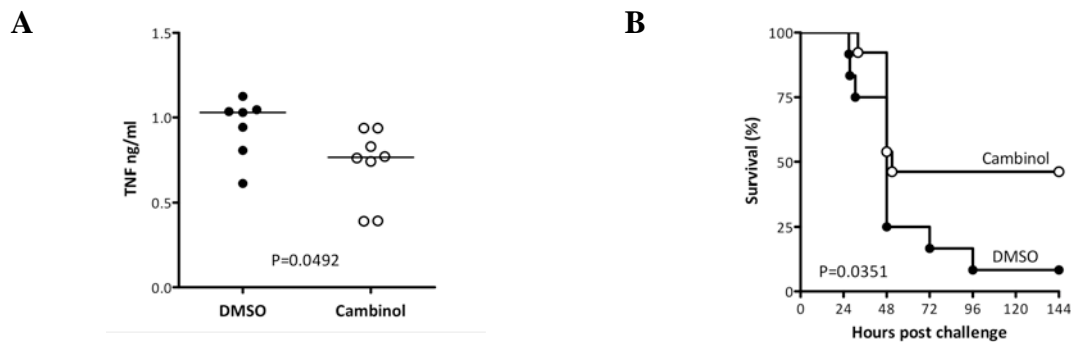 A
TNF ng/ml
1.5
1.0
0.5
0.0
P=0.0492
DMSO
Cambinol
B
Survival (%)
100
75
50
25
0
Cambinol
DMSO
P=0.0351
0 24 48 72 96 120 144
Hours post challenge